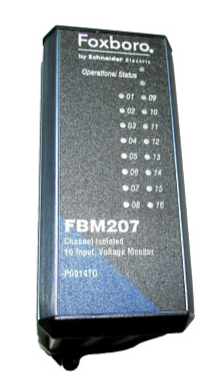 Foxboro.
by Schneider Electric
Operational Status
01 09
02 10
03 11
04 12
05 13
06 14
07 15
08 16
FBM207
Channel Isolated
16 Input, Voltage Monitor
P0914TD